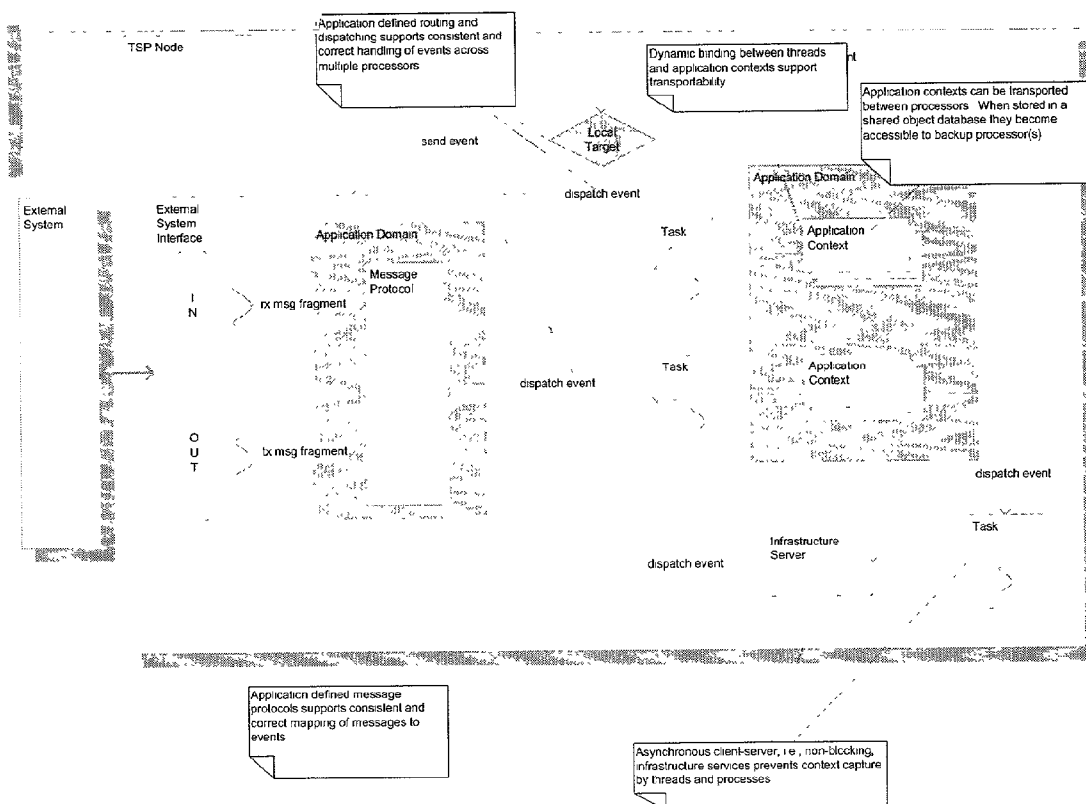 Application defined routing and
dispatching supports consistent and
correct handling of events across
multiple processors
TSP Node
Dynamic binding between threads
and application contexts support
transportability
Application contexts can be transported
between processors When stored in a
shared object database they become
accessible to backup processor(s)
send event
Local
Target
dispatch event
Application Domain
External
System
External
System
Interface
Application Domain
Task
Application
Context
Message
Protocol
I
N
rx msg fragment
Task
Application
Context
dispatch event
O
U
T
tx msg fragment
dispatch event
Task
Infrastructure
Server
dispatch event
Application defined message
protocols supports consistent and
correct mapping of messages to
events
Asynchronous client-server, i.e., non-blocking,
infrastructure services prevents context capture
by threads and processes